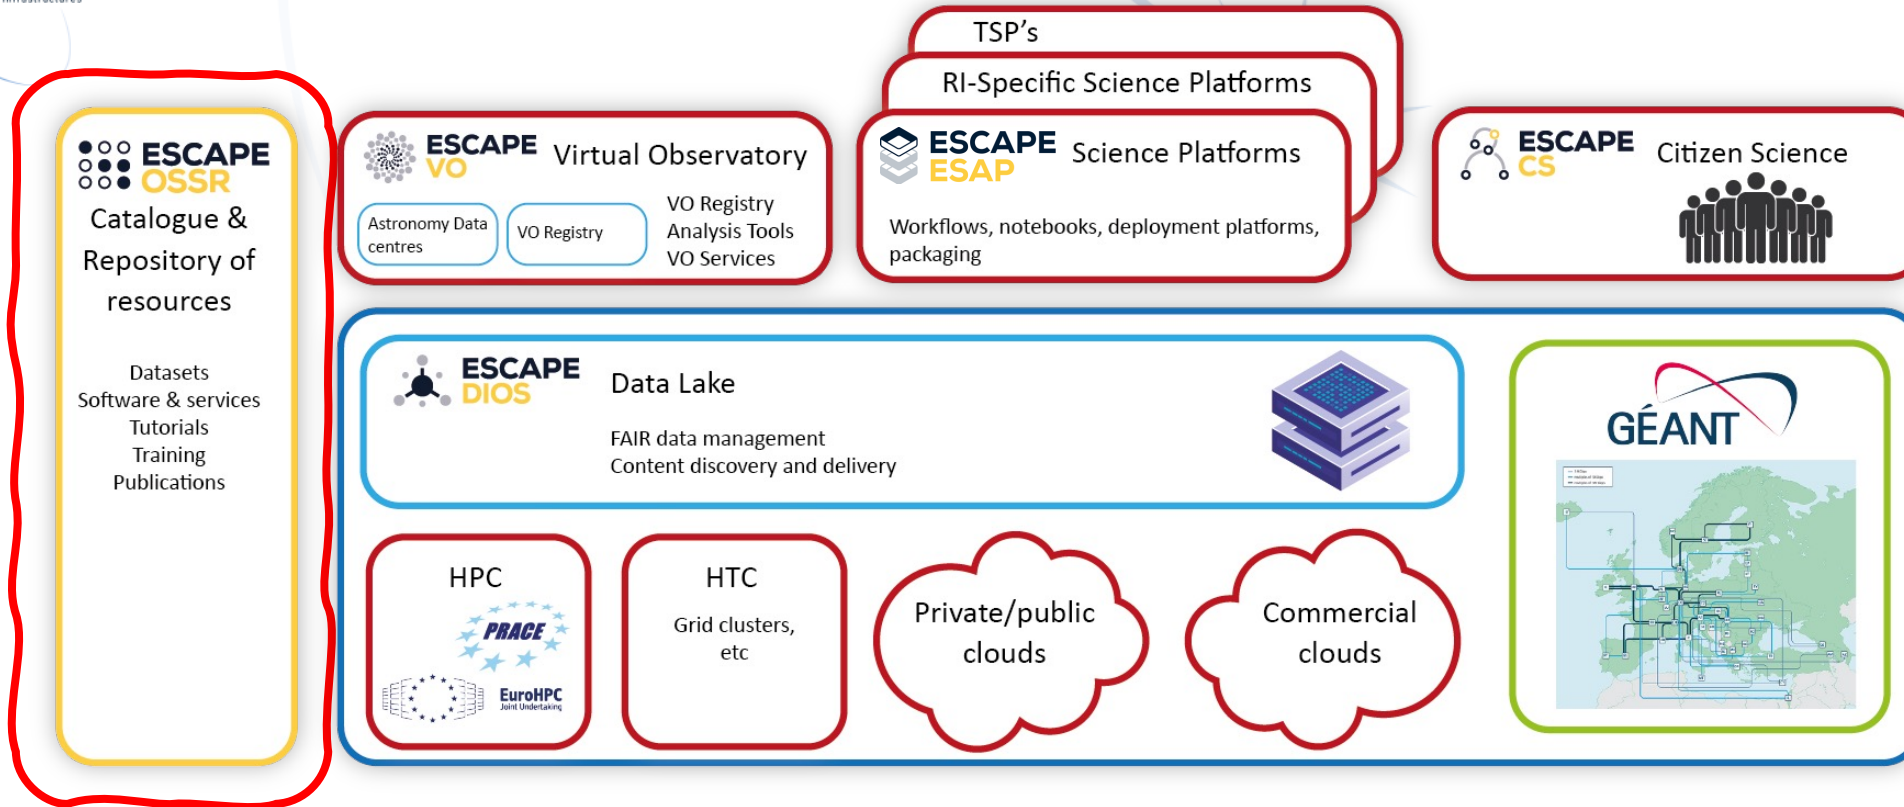 ESCAPE
OSSR
Catalogue &
Repository of
resources
Datasets
Software & services
Tutorials
Training
Publications
ESCAPE
VO
Virtual Observatory
Astronomy Data
centres
VO Registry
VO Registry
Analysis Tools
VO Services
TSP's
RI-Specific Science Platforms
ESCAPE
ESAP
Science Platforms
Workflows, notebooks, deployment platforms,
packaging
ESCAPE
CS
Citizen Science
ESCAPE
DIOS
Data Lake
FAIR data management
Content discovery and delivery
GÉANT
HPC
PRACE
EuroHPC
Joint Undertaking
HTC
Grid clusters,
etc
Private/public
clouds
Commercial
clouds